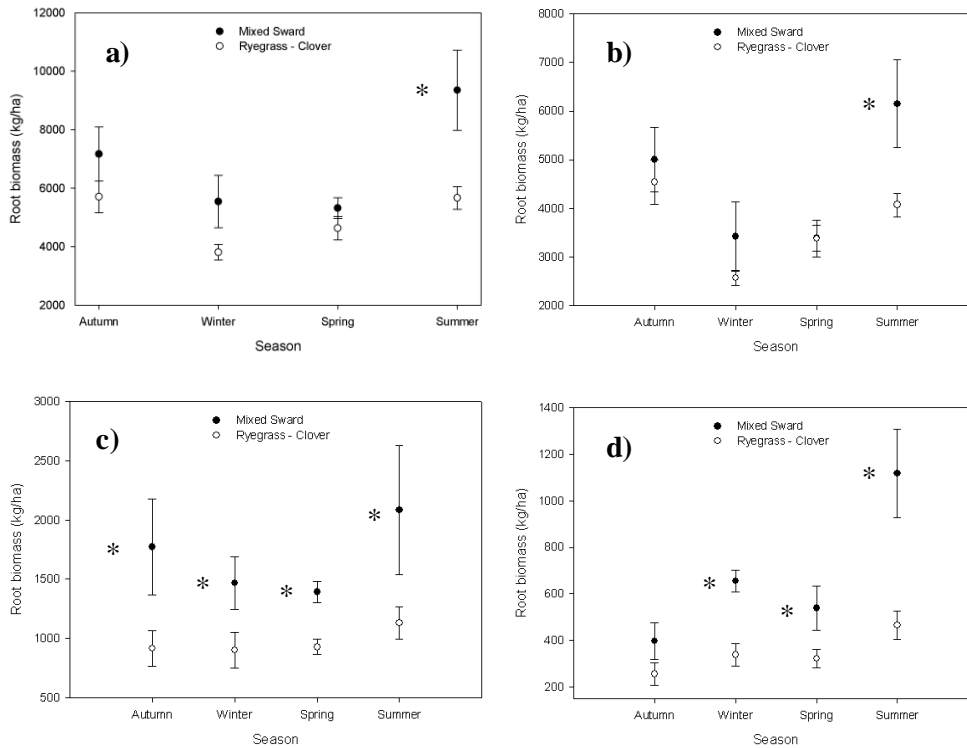 a)
Mixed Sward
Ryegrass - Clover
Root biomass (kg/ha)
12000
10000
8000
6000
4000
2000
*
Autumn Winter Spring Summer
Season
b)
Mixed Sward
Ryegrass - Clover
Root biomass (kg/ha)
8000
7000
6000
5000
4000
3000
2000
*
Autumn Winter Spring Summer
Season
c)
Mixed Sward
Ryegrass - Clover
Root biomass (kg/ha)
3000
2500
2000
1500
1000
500
* * * *
Autumn Winter Spring Summer
Season
d)
Mixed Sward
Ryegrass - Clover
Root biomass (kg/ha)
1400
1200
1000
800
600
400
200
* * *
Autumn Winter Spring Summer
Season